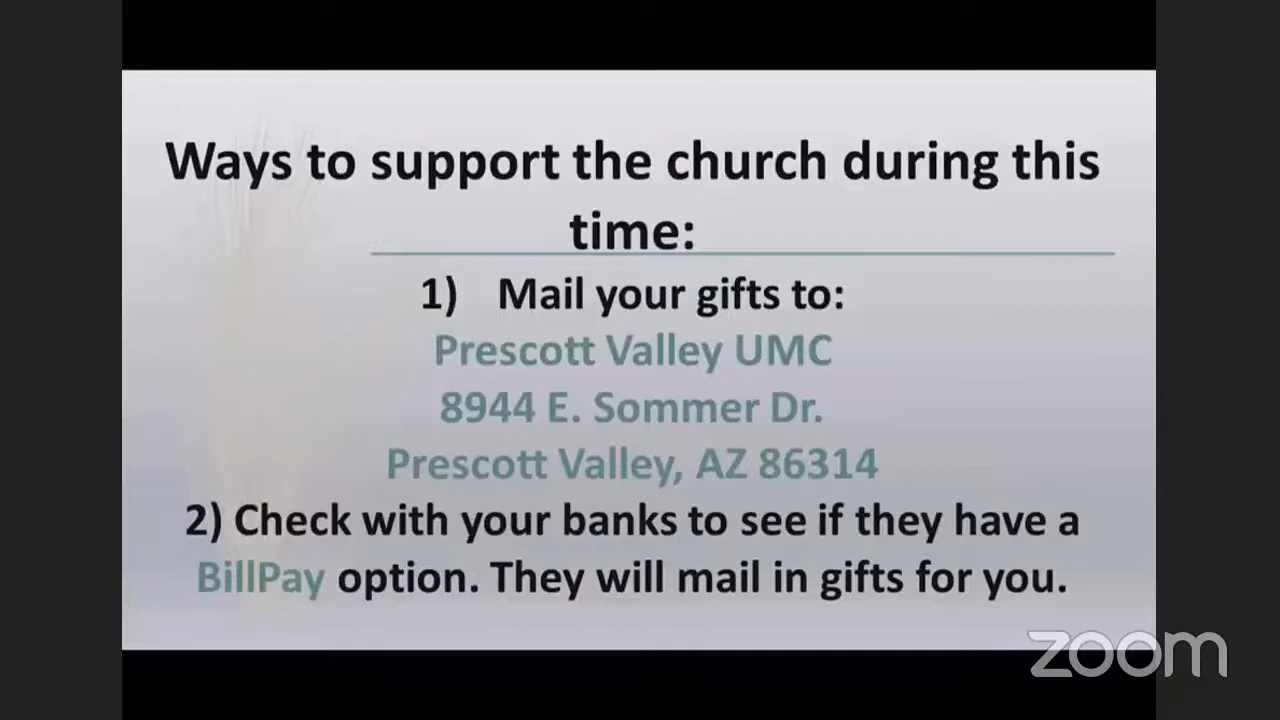 Ways to support the church during this
time:
1) Mail your gifts to:
Prescott Valley UMC
8944 E. Sommer Dr.
Prescott Valley, AZ 86314
2) Check with your banks to see if they have a
BillPay option. They will mail in gifts for you.
zoom